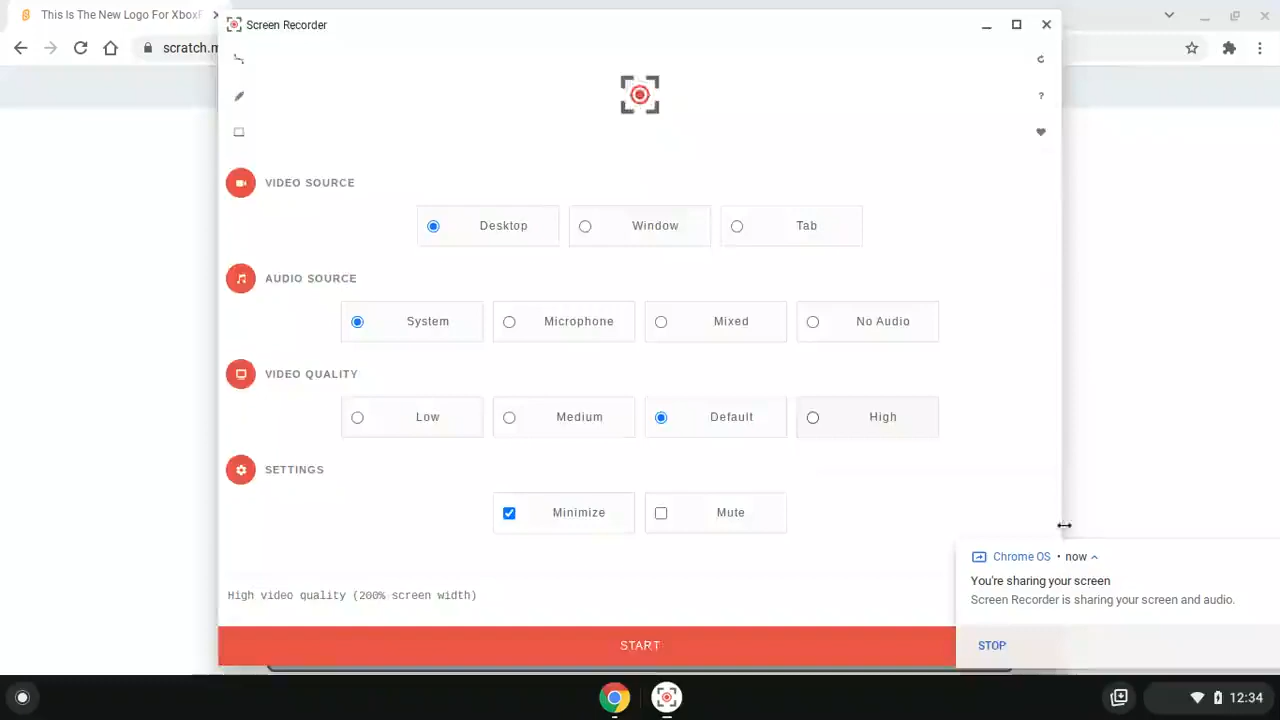 This Is The New Logo For XboxF
Screen Recorder
scratch.m
?
VIDEO SOURCE
Desktop
Window
Tab
AUDIO SOURCE
System
Microphone
Mixed
No Audio
VIDEO QUALITY
Low
Medium
Default
High
SETTINGS
Minimize
Mute
Chrome OS • now
You're sharing your screen
Screen Recorder is sharing your screen and audio.
High video quality (200% screen width)
START
STOP
12:34